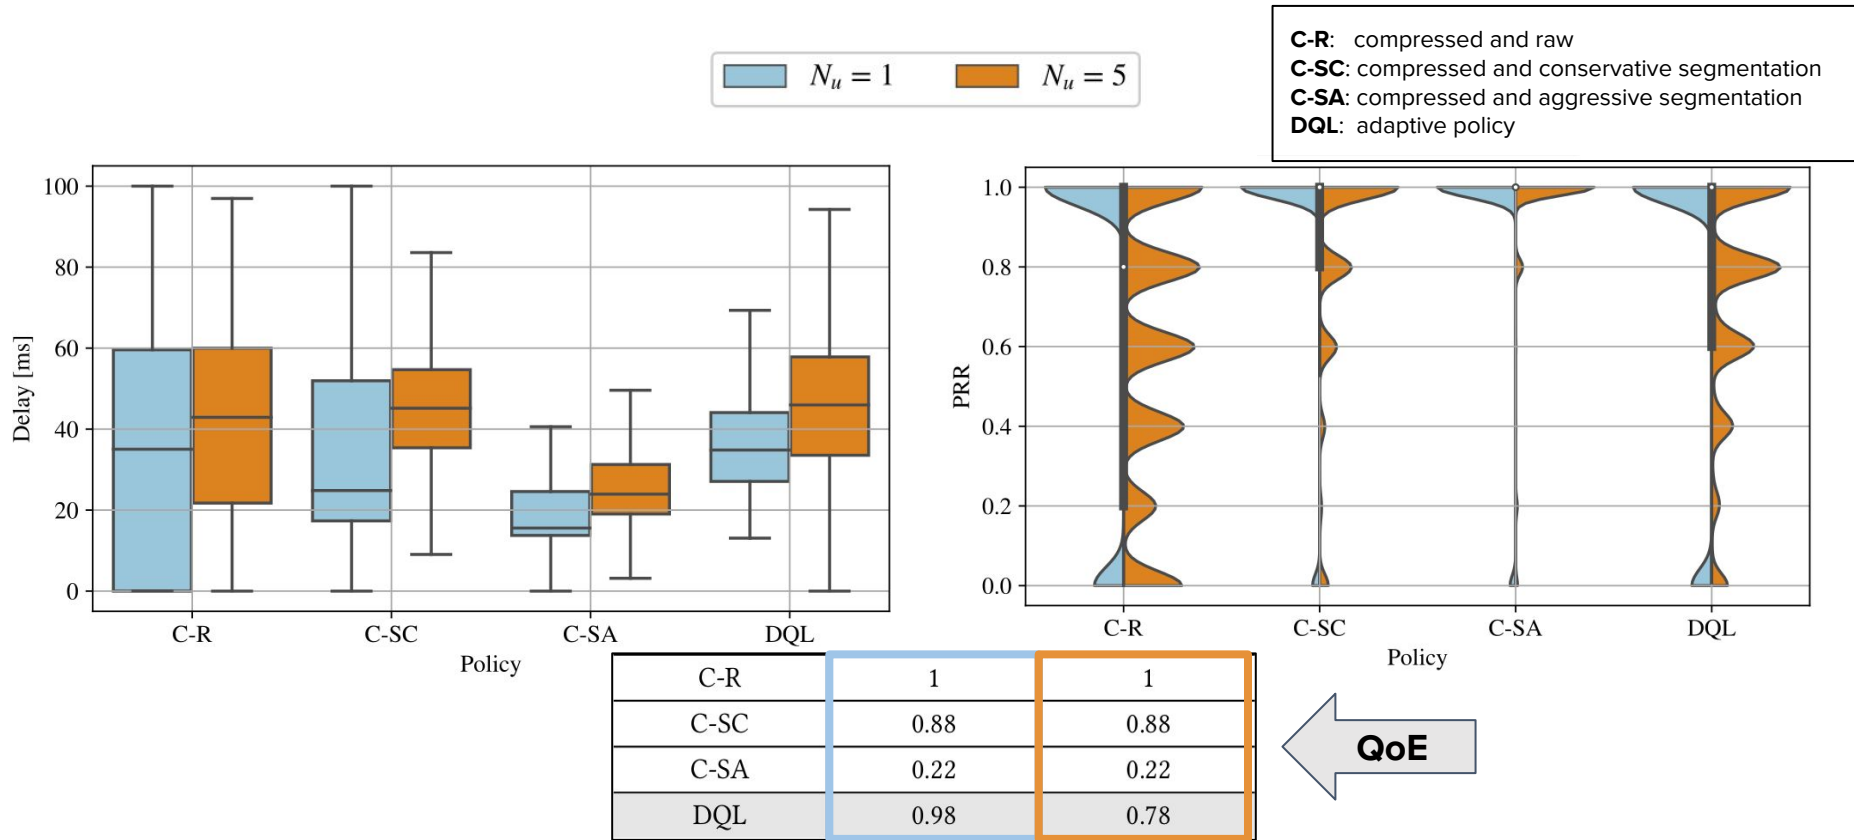 C-R: compressed and raw
C-SC: compressed and conservative segmentation
C-SA: compressed and aggressive segmentation
DQL: adaptive policy
N_u = 1
N_u = 5
Delay [ms]
100
80
60
40
20
0
C-R
C-SC
C-SA
DQL
Policy
PRR
1.0
0.8
0.6
0.4
0.2
0.0
C-R
C-SC
C-SA
DQL
Policy
C-R 1 1
C-SC 0.88 0.88
C-SA 0.22 0.22
DQL 0.98 0.78
QoE